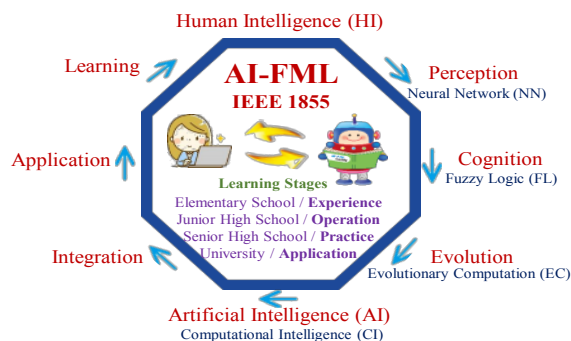 Human Intelligence (HI)
Learning
AI-FML
IEEE 1855
Perception
Neural Network (NN)
Application
Cognition
Fuzzy Logic (FL)
Learning Stages
Elementary School / Experience
Junior High School / Operation
Senior High School / Practice
University / Application
Integration
Evolution
Evolutionary Computation (EC)
Artificial Intelligence (AI)
Computational Intelligence (CI)